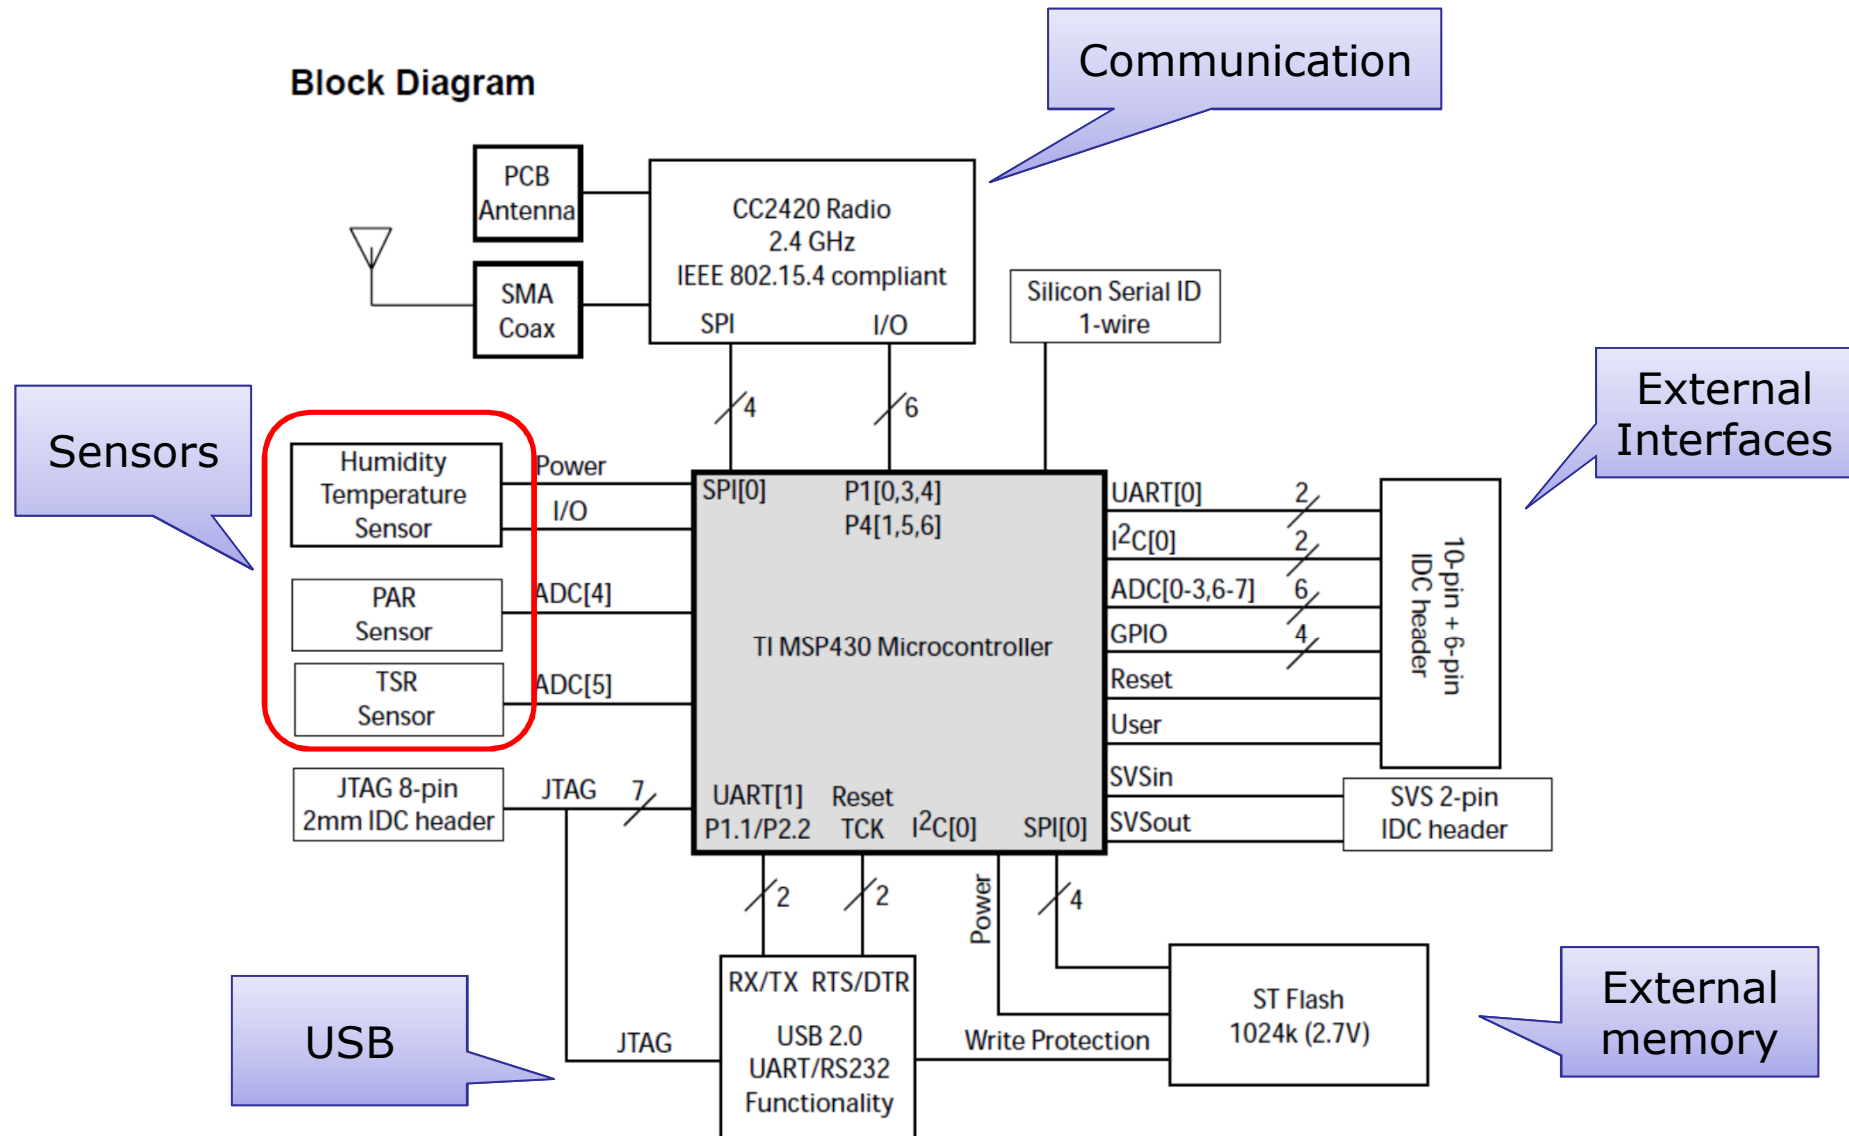 Communication
Block Diagram
PCB
Antenna
CC2420 Radio
2.4 GHz
IEEE 802.15.4 compliant
SPI
I/O
SMA
Coax
Silicon Serial ID
1-wire
4
6
External
Interfaces
Sensors
Humidity
Temperature
Sensor
Power
I/O
PAR
Sensor
ADC[4]
TSR
Sensor
ADC[5]
JTAG 8-pin
2mm IDC header
JTAG
7
SPI[0]
P1[0,3,4]
P4[1,5,6]
TI MSP430 Microcontroller
UART[1]
P1.1/P2.2
Reset
TCK
I2C[0]
SPI[0]
UART[0]
2
I2C[0]
2
ADC[0-3,6-7]
6
GPIO
4
Reset
User
10-pin + 6-pin
IDC header
SVSin
SVSout
SVS 2-pin
IDC header
2
2
Power
4
RX/TX
RTS/DTR
USB 2.0
UART/RS232
Functionality
JTAG
Write Protection
ST Flash
1024k (2.7V)
USB
External
memory